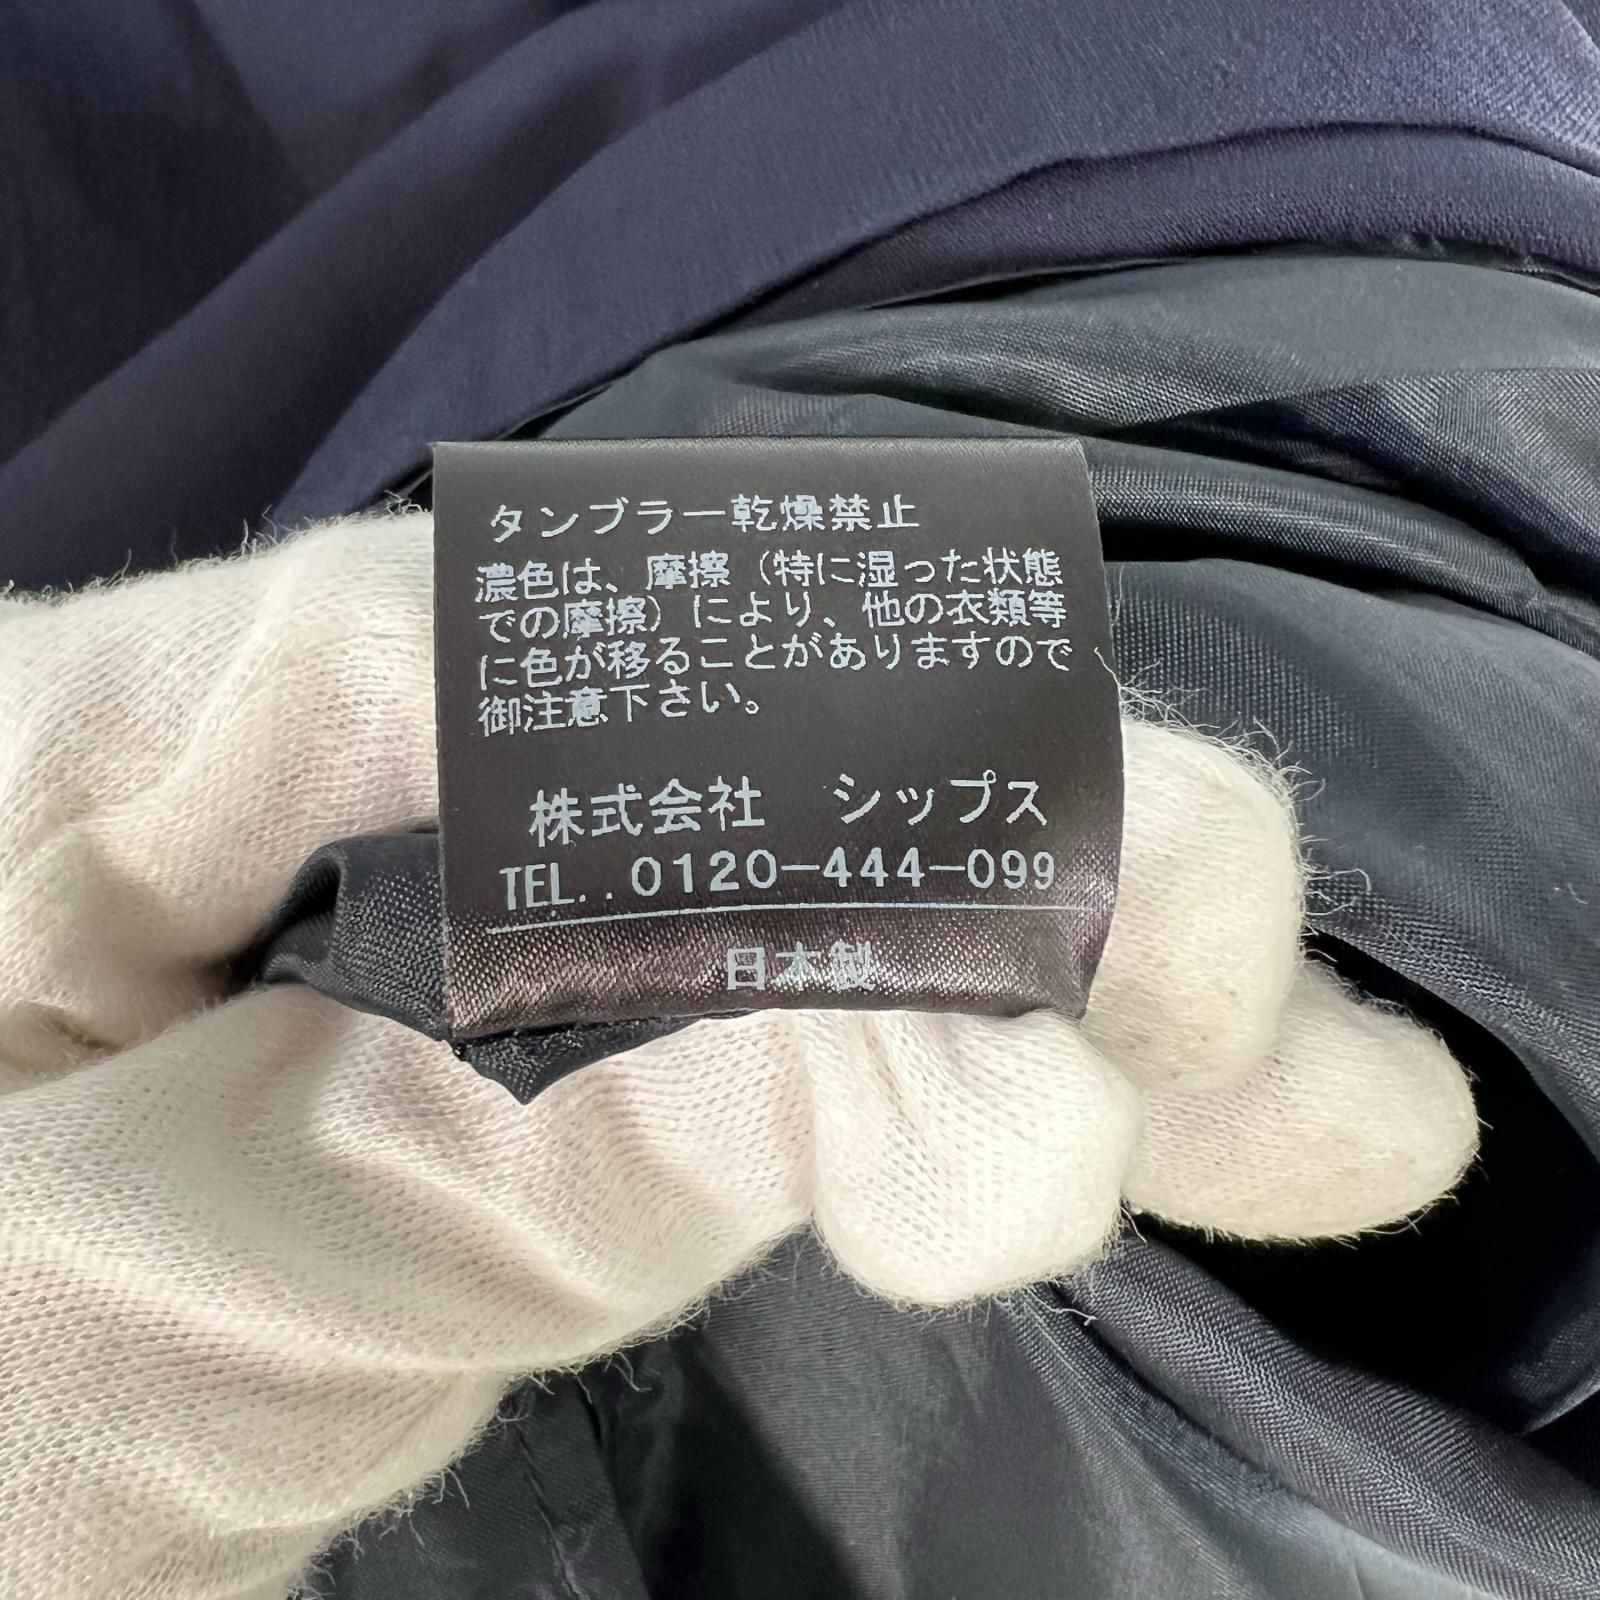 タンブラー乾燥禁止
濃色は、摩擦（特に湿った状態
での摩擦）により、他の衣類等
に色が移ることがありますので
御注意下さい。
株式会社　シップス
TEL..0120−444−099
日本製